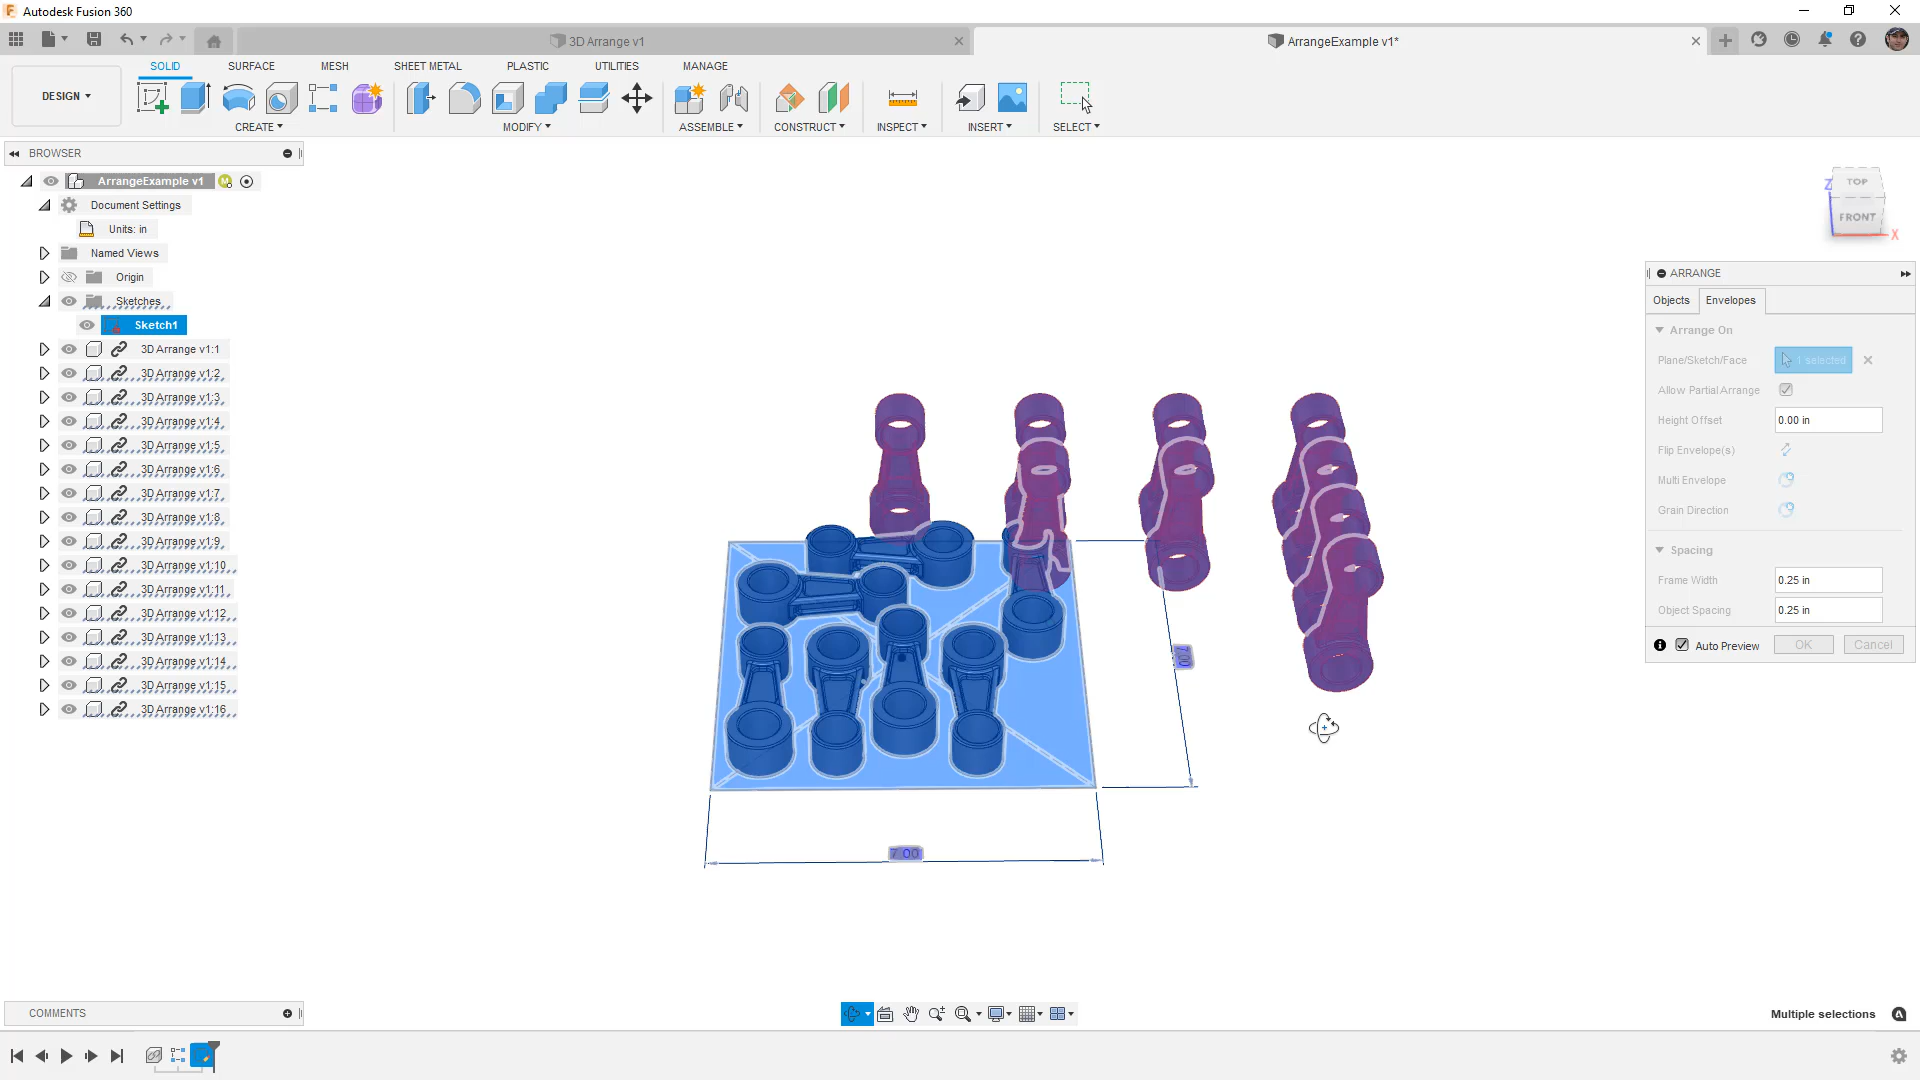 Autodesk Fusion 360
3D Arrange v1
ArrangeExample v1*
DESIGN
SOLID
SURFACE
MESH
SHEET METAL
PLASTIC
UTILITIES
MANAGE
CREATE
MODIFY
ASSEMBLE
CONSTRUCT
INSPECT
INSERT
SELECT
BROWSER
ArrangeExample v1
Document Settings
Units: in
Named Views
Origin
Sketches
Sketch1
3D Arrange v1:1
3D Arrange v1:2
3D Arrange v1:3
3D Arrange v1:4
3D Arrange v1:5
3D Arrange v1:6
3D Arrange v1:7
3D Arrange v1:8
3D Arrange v1:9
3D Arrange v1:10
3D Arrange v1:11
3D Arrange v1:12
3D Arrange v1:13
3D Arrange v1:14
3D Arrange v1:15
3D Arrange v1:16
7.00
7.00
TOP
FRONT
Z
X
ARRANGE
Objects
Envelopes
Arrange On
Plane/Sketch/Face
1 selected
Allow Partial Arrange
Height Offset
0.00 in
Flip Envelope(s)
Multi Envelope
Grain Direction
Spacing
Frame Width
0.25 in
Object Spacing
0.25 in
Auto Preview
OK
Cancel
COMMENTS
Multiple selections